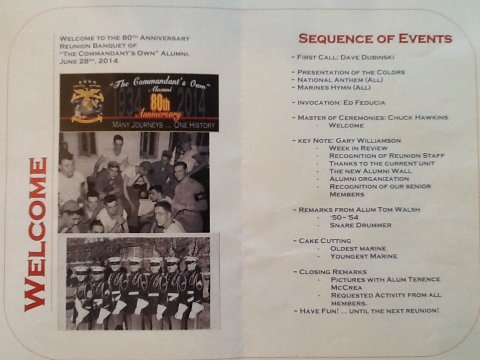 Welcome to the 80th Anniversary
Reunion Banquet of
"The Commandant's Own" Alumni.
June 28th, 2014
"The Commandant's Own"
Alumni
1934 80th 2014
Anniversary
Many Journeys ... One History
Welcome
Sequence of Events
~ First Call: Dave Dubinski
~ Presentation of the Colors
~ National Anthem (All)
~ Marines Hymn (All)
~ Invocation: Ed Feducia
~ Master of Ceremonies: Chuck Hawkins
- Welcome
~ key Note: Gary Williamson
- Week in Review
- Recognition of Reunion Staff
- Thanks to the current unit
- The new Alumni Wall
- Alumni organization
- Recognition of our senior
Members
~ Remarks from Alum Tom Walsh
- '50-'54
- Snare Drummer
~ Cake Cutting
- Oldest marine
- Youngest Marine
~ Closing Remarks
- Pictures with Alum Terence
McCrea
- Requested Activity from all
members.
~ Have Fun! ... until the next reunion!